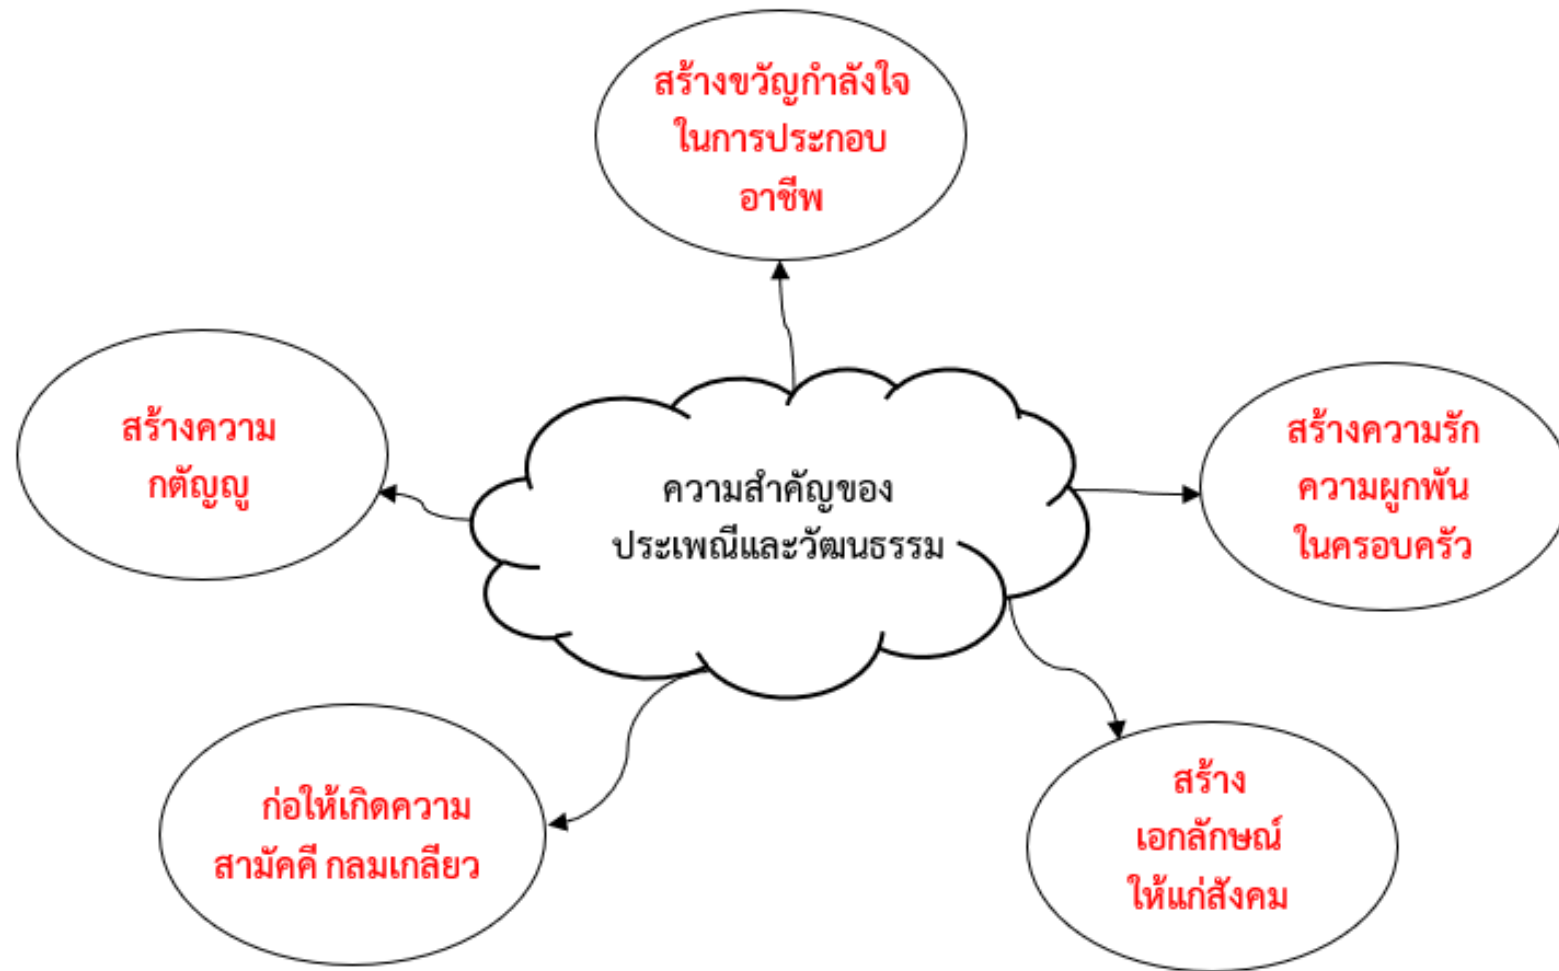 สร้างขวัญกำลังใจ
ในการประกอบ
อาชีพ
สร้างความ
กตัญญู
ความสำคัญของ
ประเพณีและวัฒนธรรม
สร้างความรัก
ความผูกพัน
ในครอบครัว
ก่อให้เกิดความ
สามัคคี กลมเกลียว
สร้าง
เอกลักษณ์
ให้แก่สังคม